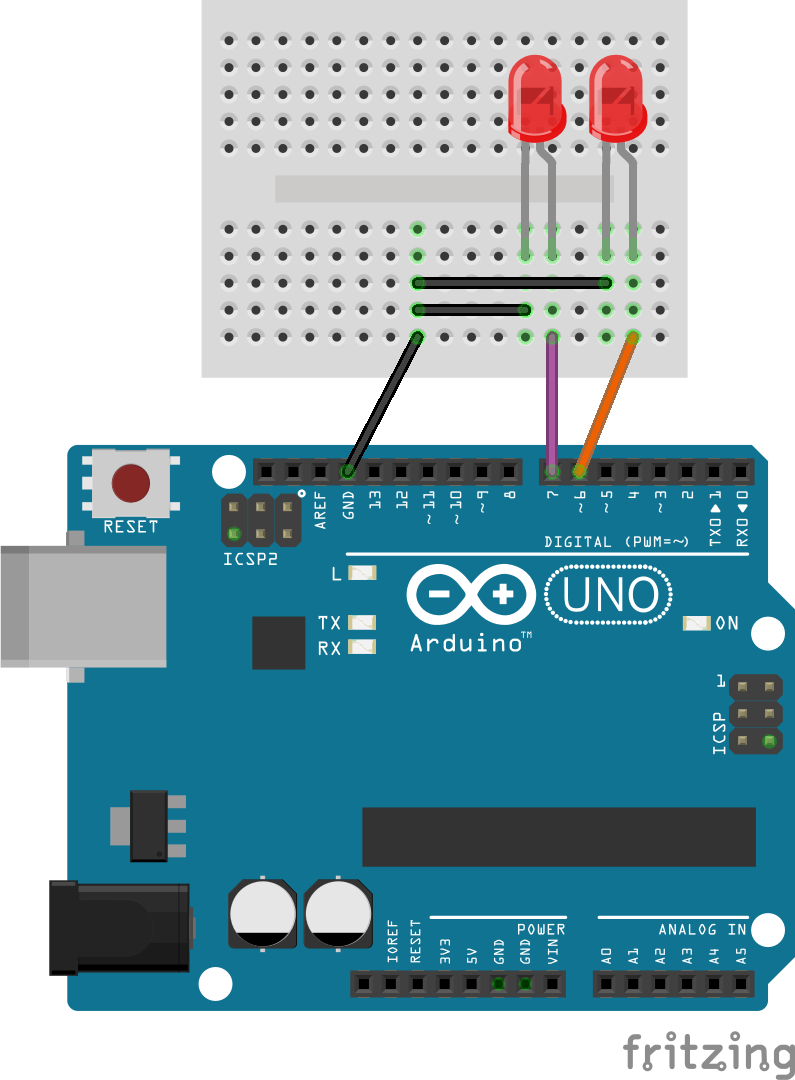 RESET
ICSP2
AREF
GND
13
12
~11
~10
~9
8
7
~6
~5
4
~3
2
TX0▶1
RX0◀0
DIGITAL (PWM=~)
L
TX
RX
Arduino™
UNO
ON
1
ICSP
IOREF
RESET
3V3
5V
GND
GND
VIN
POWER
A0
A1
A2
A3
A4
A5
ANALOG IN
fritzing